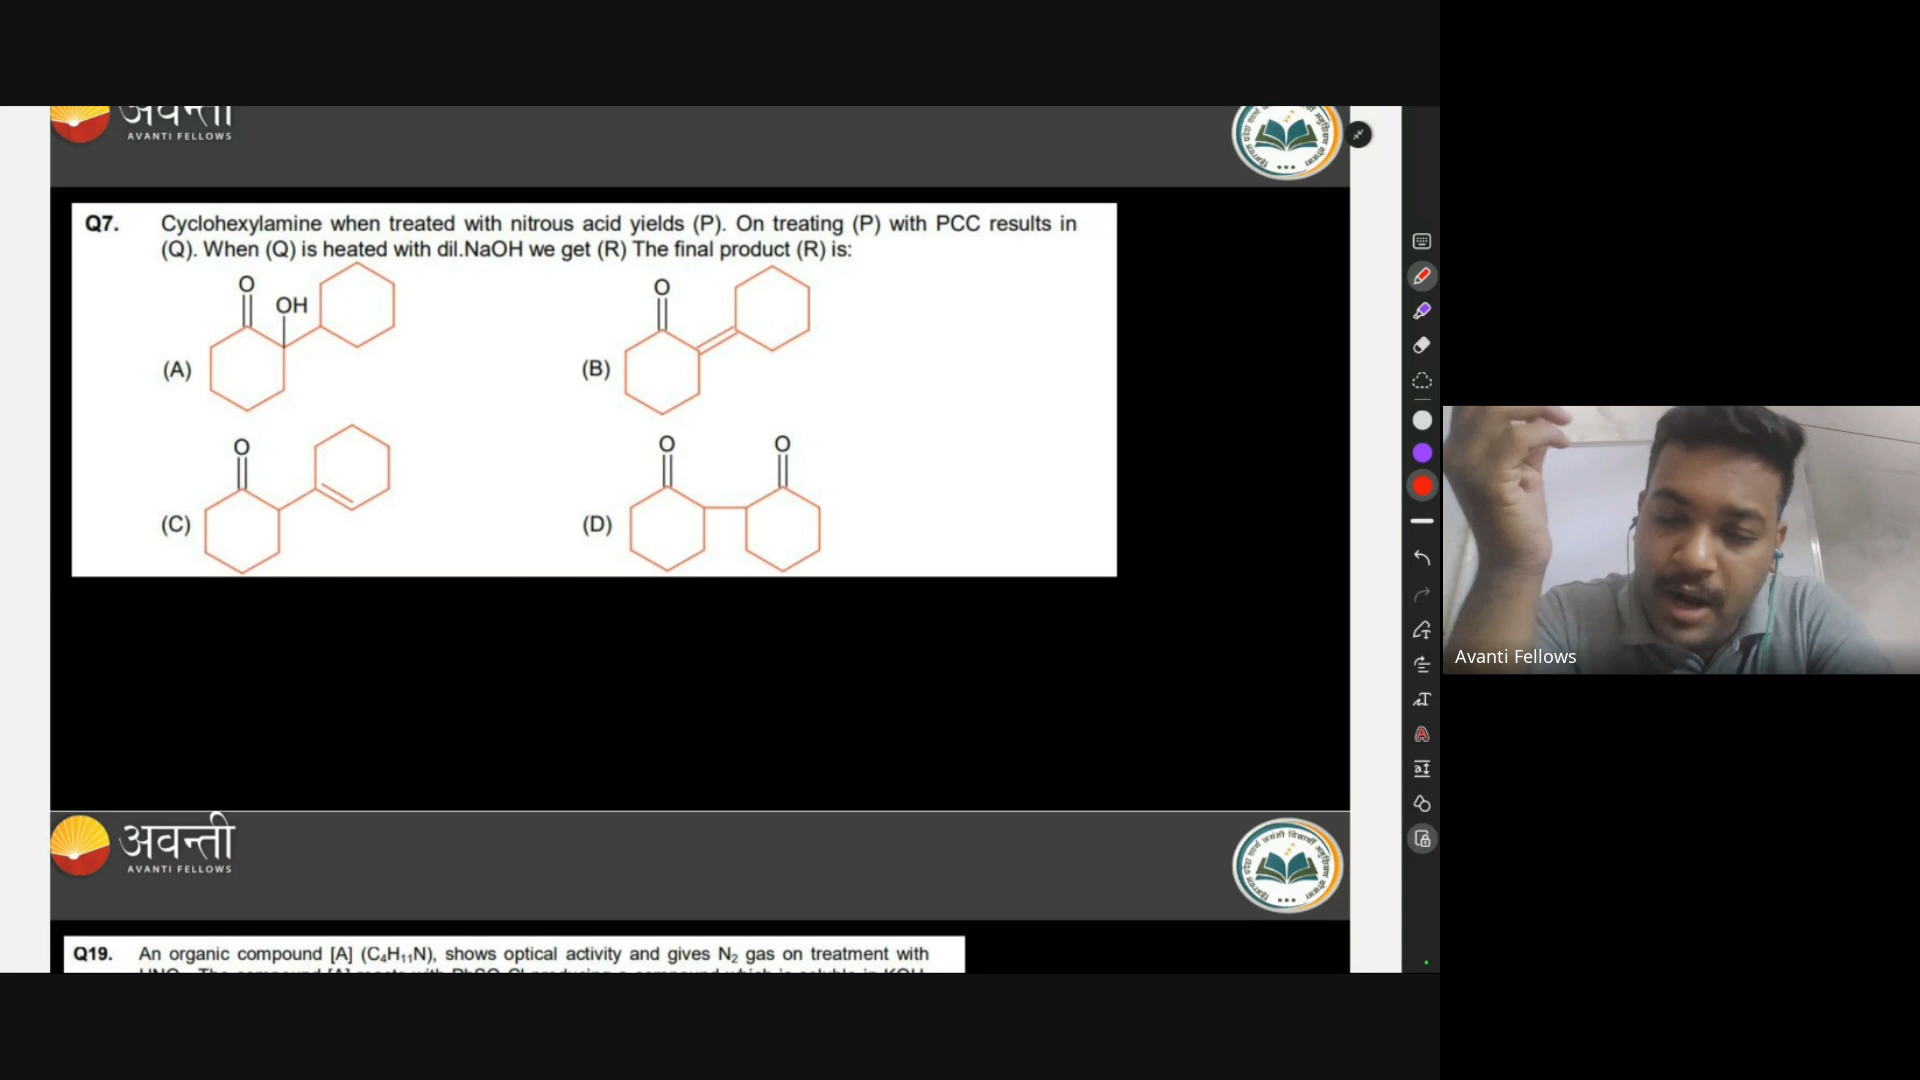 अवन्ती
AVANTI FELLOWS
Q7. Cyclohexylamine when treated with nitrous acid yields (P). On treating (P) with PCC results in
(Q). When (Q) is heated with dil.NaOH we get (R) The final product (R) is:
O
OH
(A)
O
(B)
O
(C)
O O
(D)
Avanti Fellows
अवन्ती
AVANTI FELLOWS
Q19. An organic compound [A] (C₄H₁₁N), shows optical activity and gives N₂ gas on treatment with